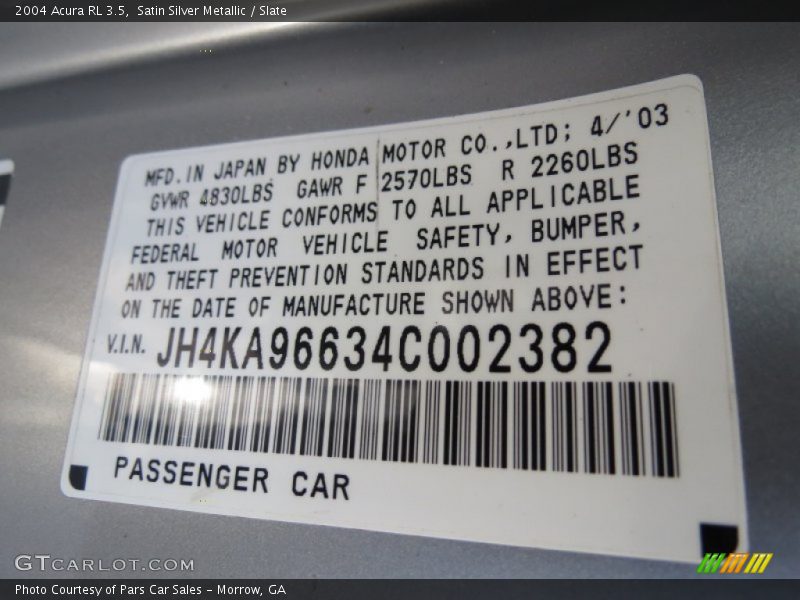 2004 Acura RL 3.5,  Satin Silver Metallic / Slate
MFD. IN JAPAN BY HONDA MOTOR CO.,LTD; 4/'03
GVWR 4830LBS GAWR F 2570LBS R 2260LBS
THIS VEHICLE CONFORMS TO ALL APPLICABLE
FEDERAL MOTOR VEHICLE SAFETY, BUMPER,
AND THEFT PREVENTION STANDARDS IN EFFECT
ON THE DATE OF MANUFACTURE SHOWN ABOVE:
V.I.N. JH4KA96634C002382
PASSENGER CAR
GTCARLOT.COM
Photo Courtesy of Pars Car Sales - Morrow, GA